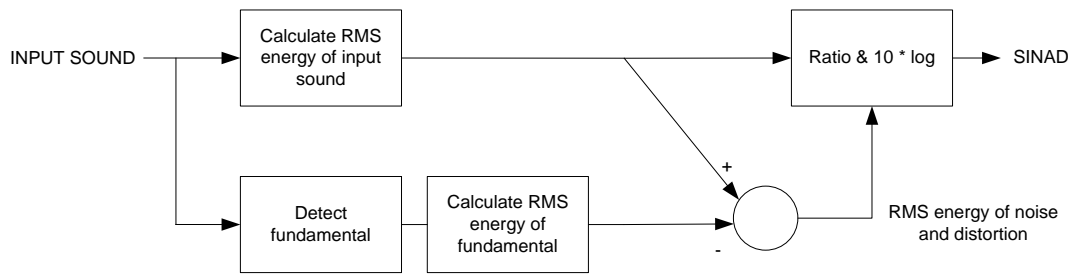 Calculate RMS
energy of input
sound
INPUT SOUND
Ratio & 10 * log
SINAD
+
Detect
fundamental
Calculate RMS
energy of
fundamental
-
RMS energy of noise
and distortion